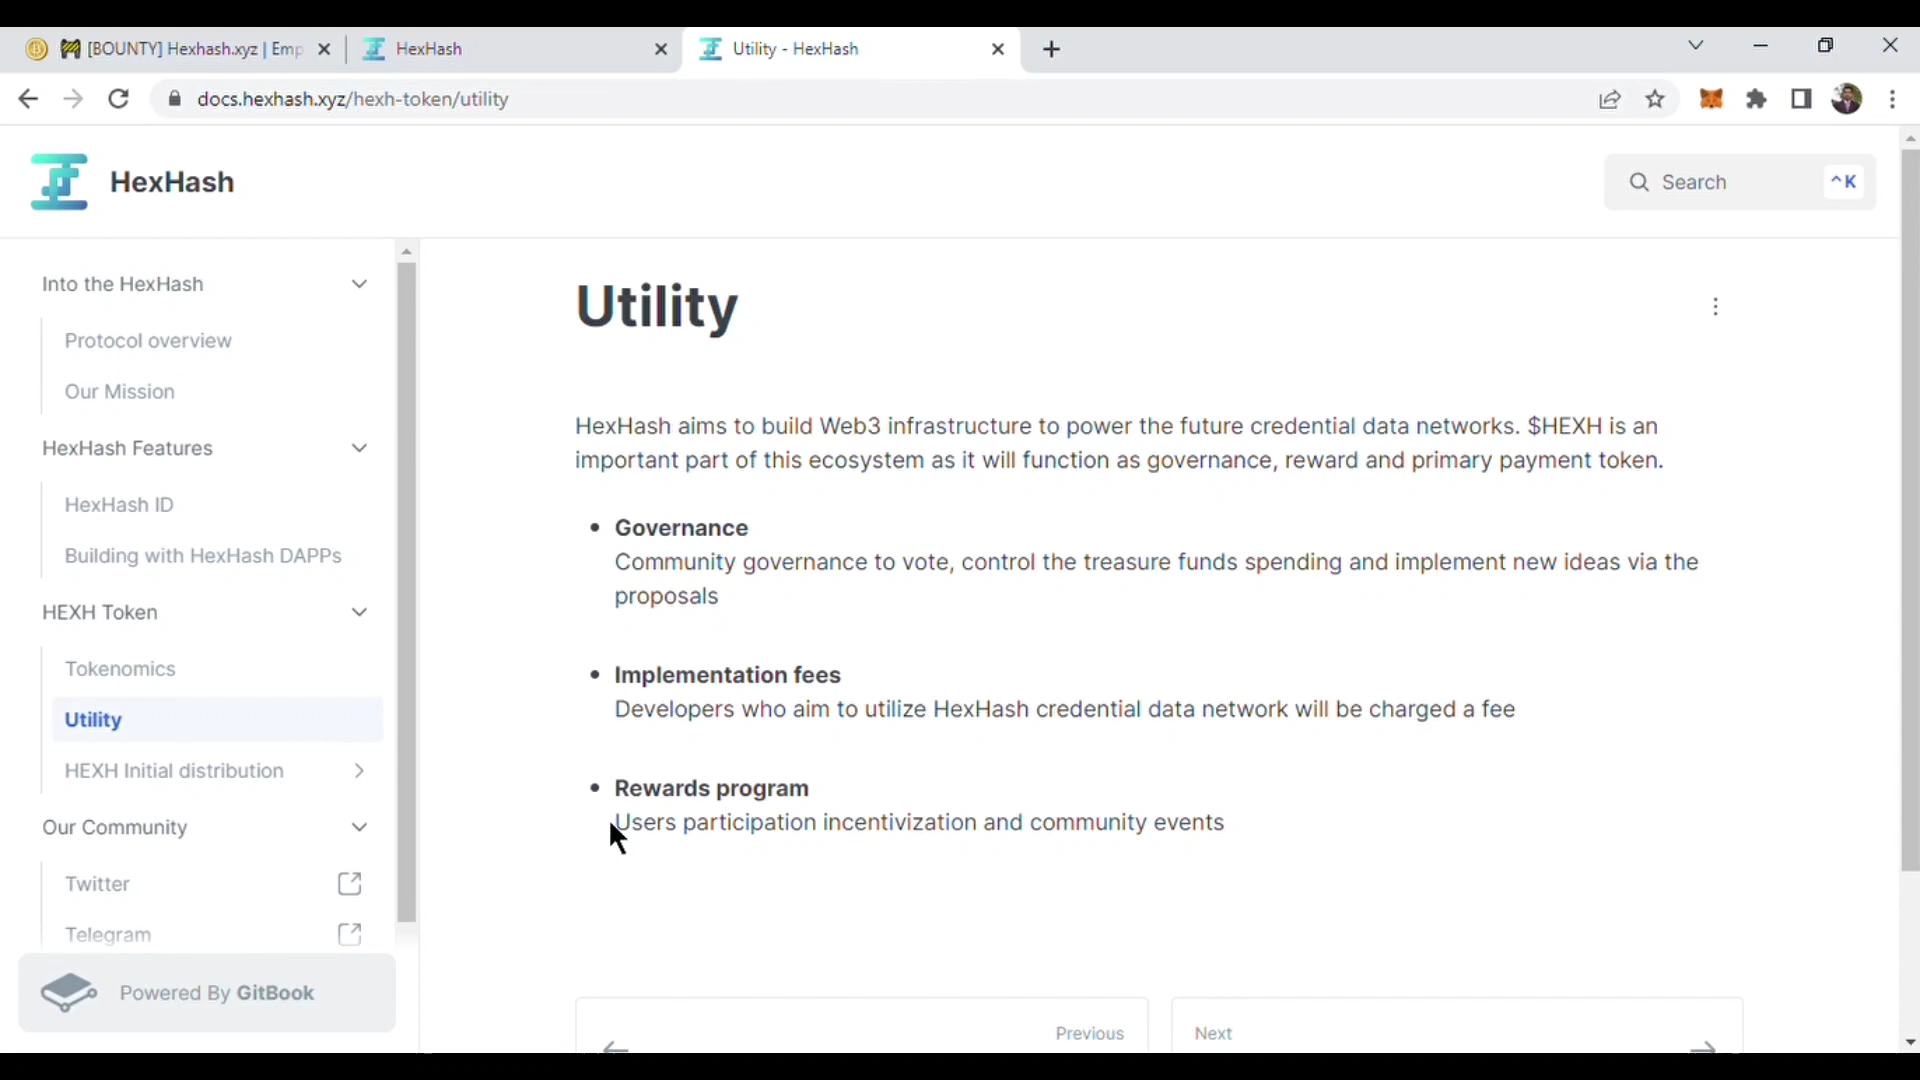 [BOUNTY] Hexhash.xyz | Emp
HexHash
Utility - HexHash
docs.hexhash.xyz/hexh-token/utility
HexHash
Search
^K
Into the HexHash
Protocol overview
Our Mission
HexHash Features
HexHash ID
Building with HexHash DAPPs
HEXH Token
Tokenomics
Utility
HEXH Initial distribution
Our Community
Twitter
Telegram
Powered By GitBook
Utility
HexHash aims to build Web3 infrastructure to power the future credential data networks. $HEXH is an
important part of this ecosystem as it will function as governance, reward and primary payment token.
• Governance
Community governance to vote, control the treasure funds spending and implement new ideas via the
proposals
• Implementation fees
Developers who aim to utilize HexHash credential data network will be charged a fee
• Rewards program
Users participation incentivization and community events
Previous
Next